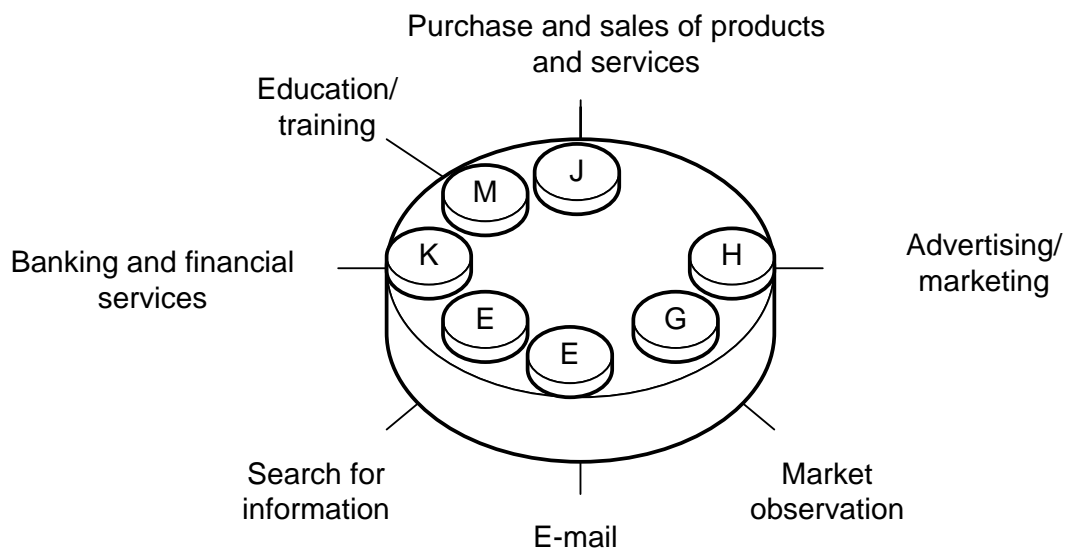 Purchase and sales of products
and services
Education/
training
J
M
Banking and financial
services
K
H
Advertising/
marketing
E
G
E
Search for
information
Market
observation
E-mail